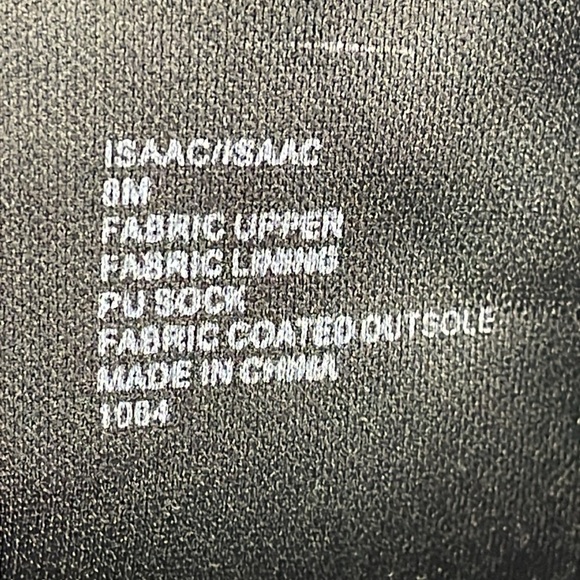 ISAAC/ISAAC
8M
FABRIC UPPER
FABRIC LINING
PU SOCK
FABRIC COATED OUTSOLE
MADE IN CHINA
1084